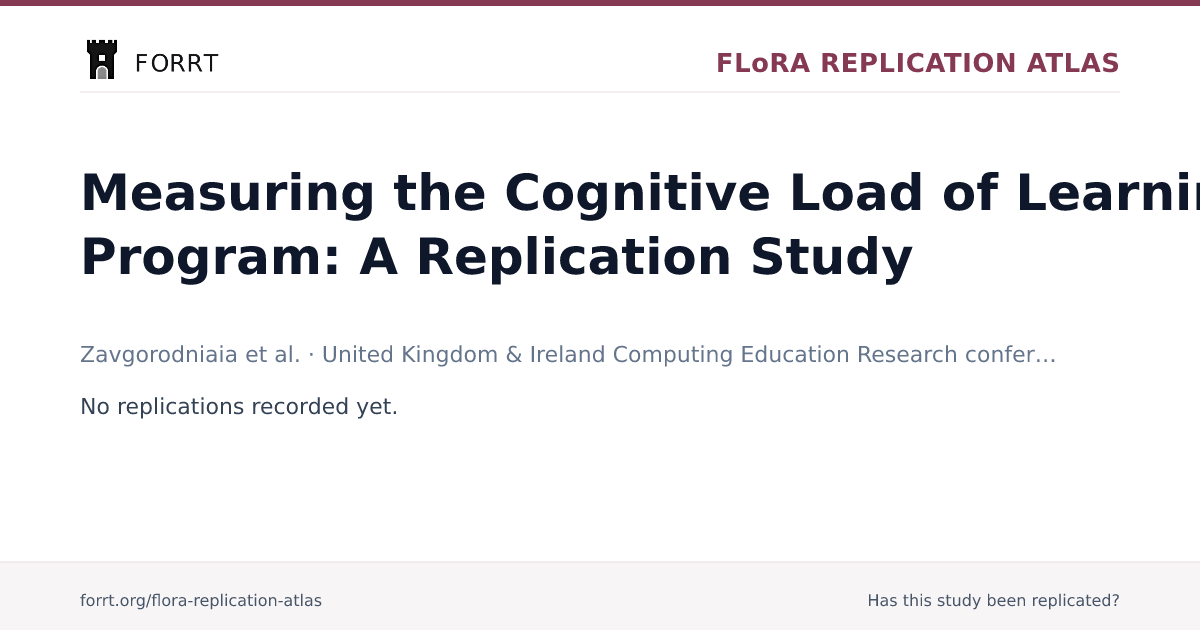 FORRT
FLoRA REPLICATION ATLAS
Measuring the Cognitive Load of Learni
Program: A Replication Study
Zavgorodniaia et al. · United Kingdom & Ireland Computing Education Research confer…
No replications recorded yet.
forrt.org/flora-replication-atlas
Has this study been replicated?